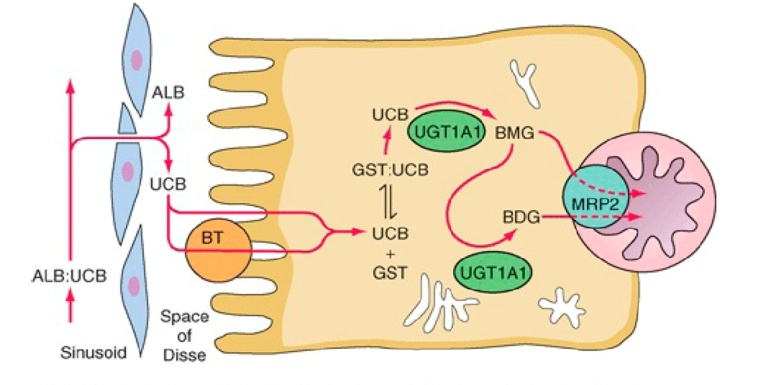 ALB
UCB
ALB:UCB
Sinusoid
Space
of
Disse
BT
UCB
GST:UCB
UCB
+
GST
UGT1A1
BMG
BDG
UGT1A1
MRP2